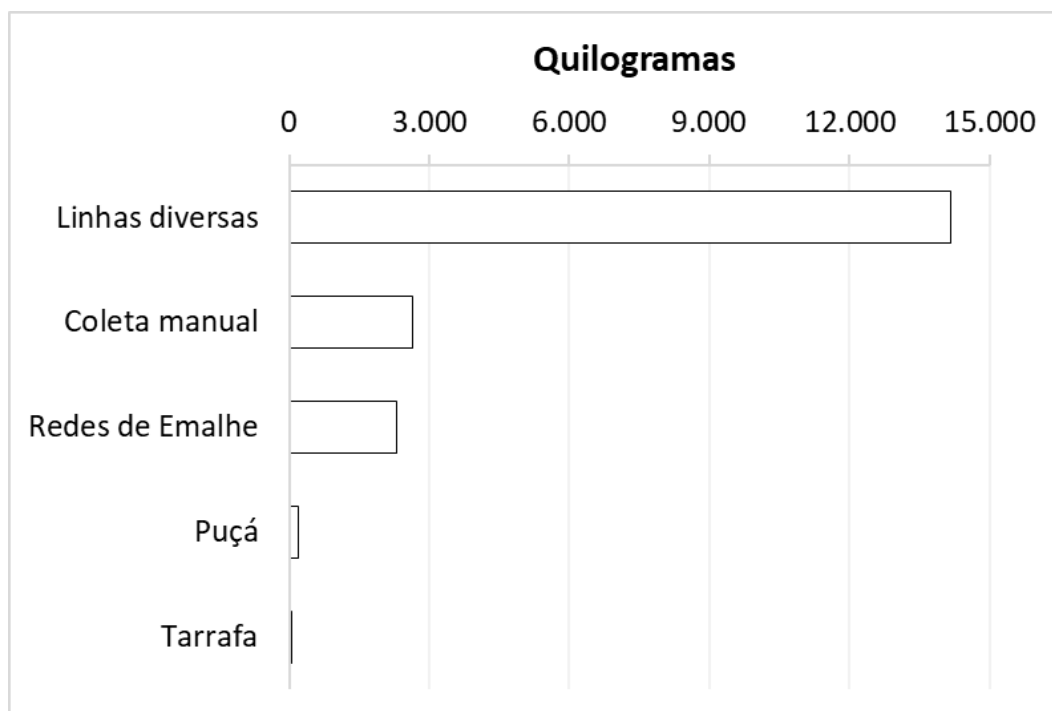 Quilogramas
0 3.000 6.000 9.000 12.000 15.000
Linhas diversas
Coleta manual
Redes de Emalhe
Puçá
Tarrafa